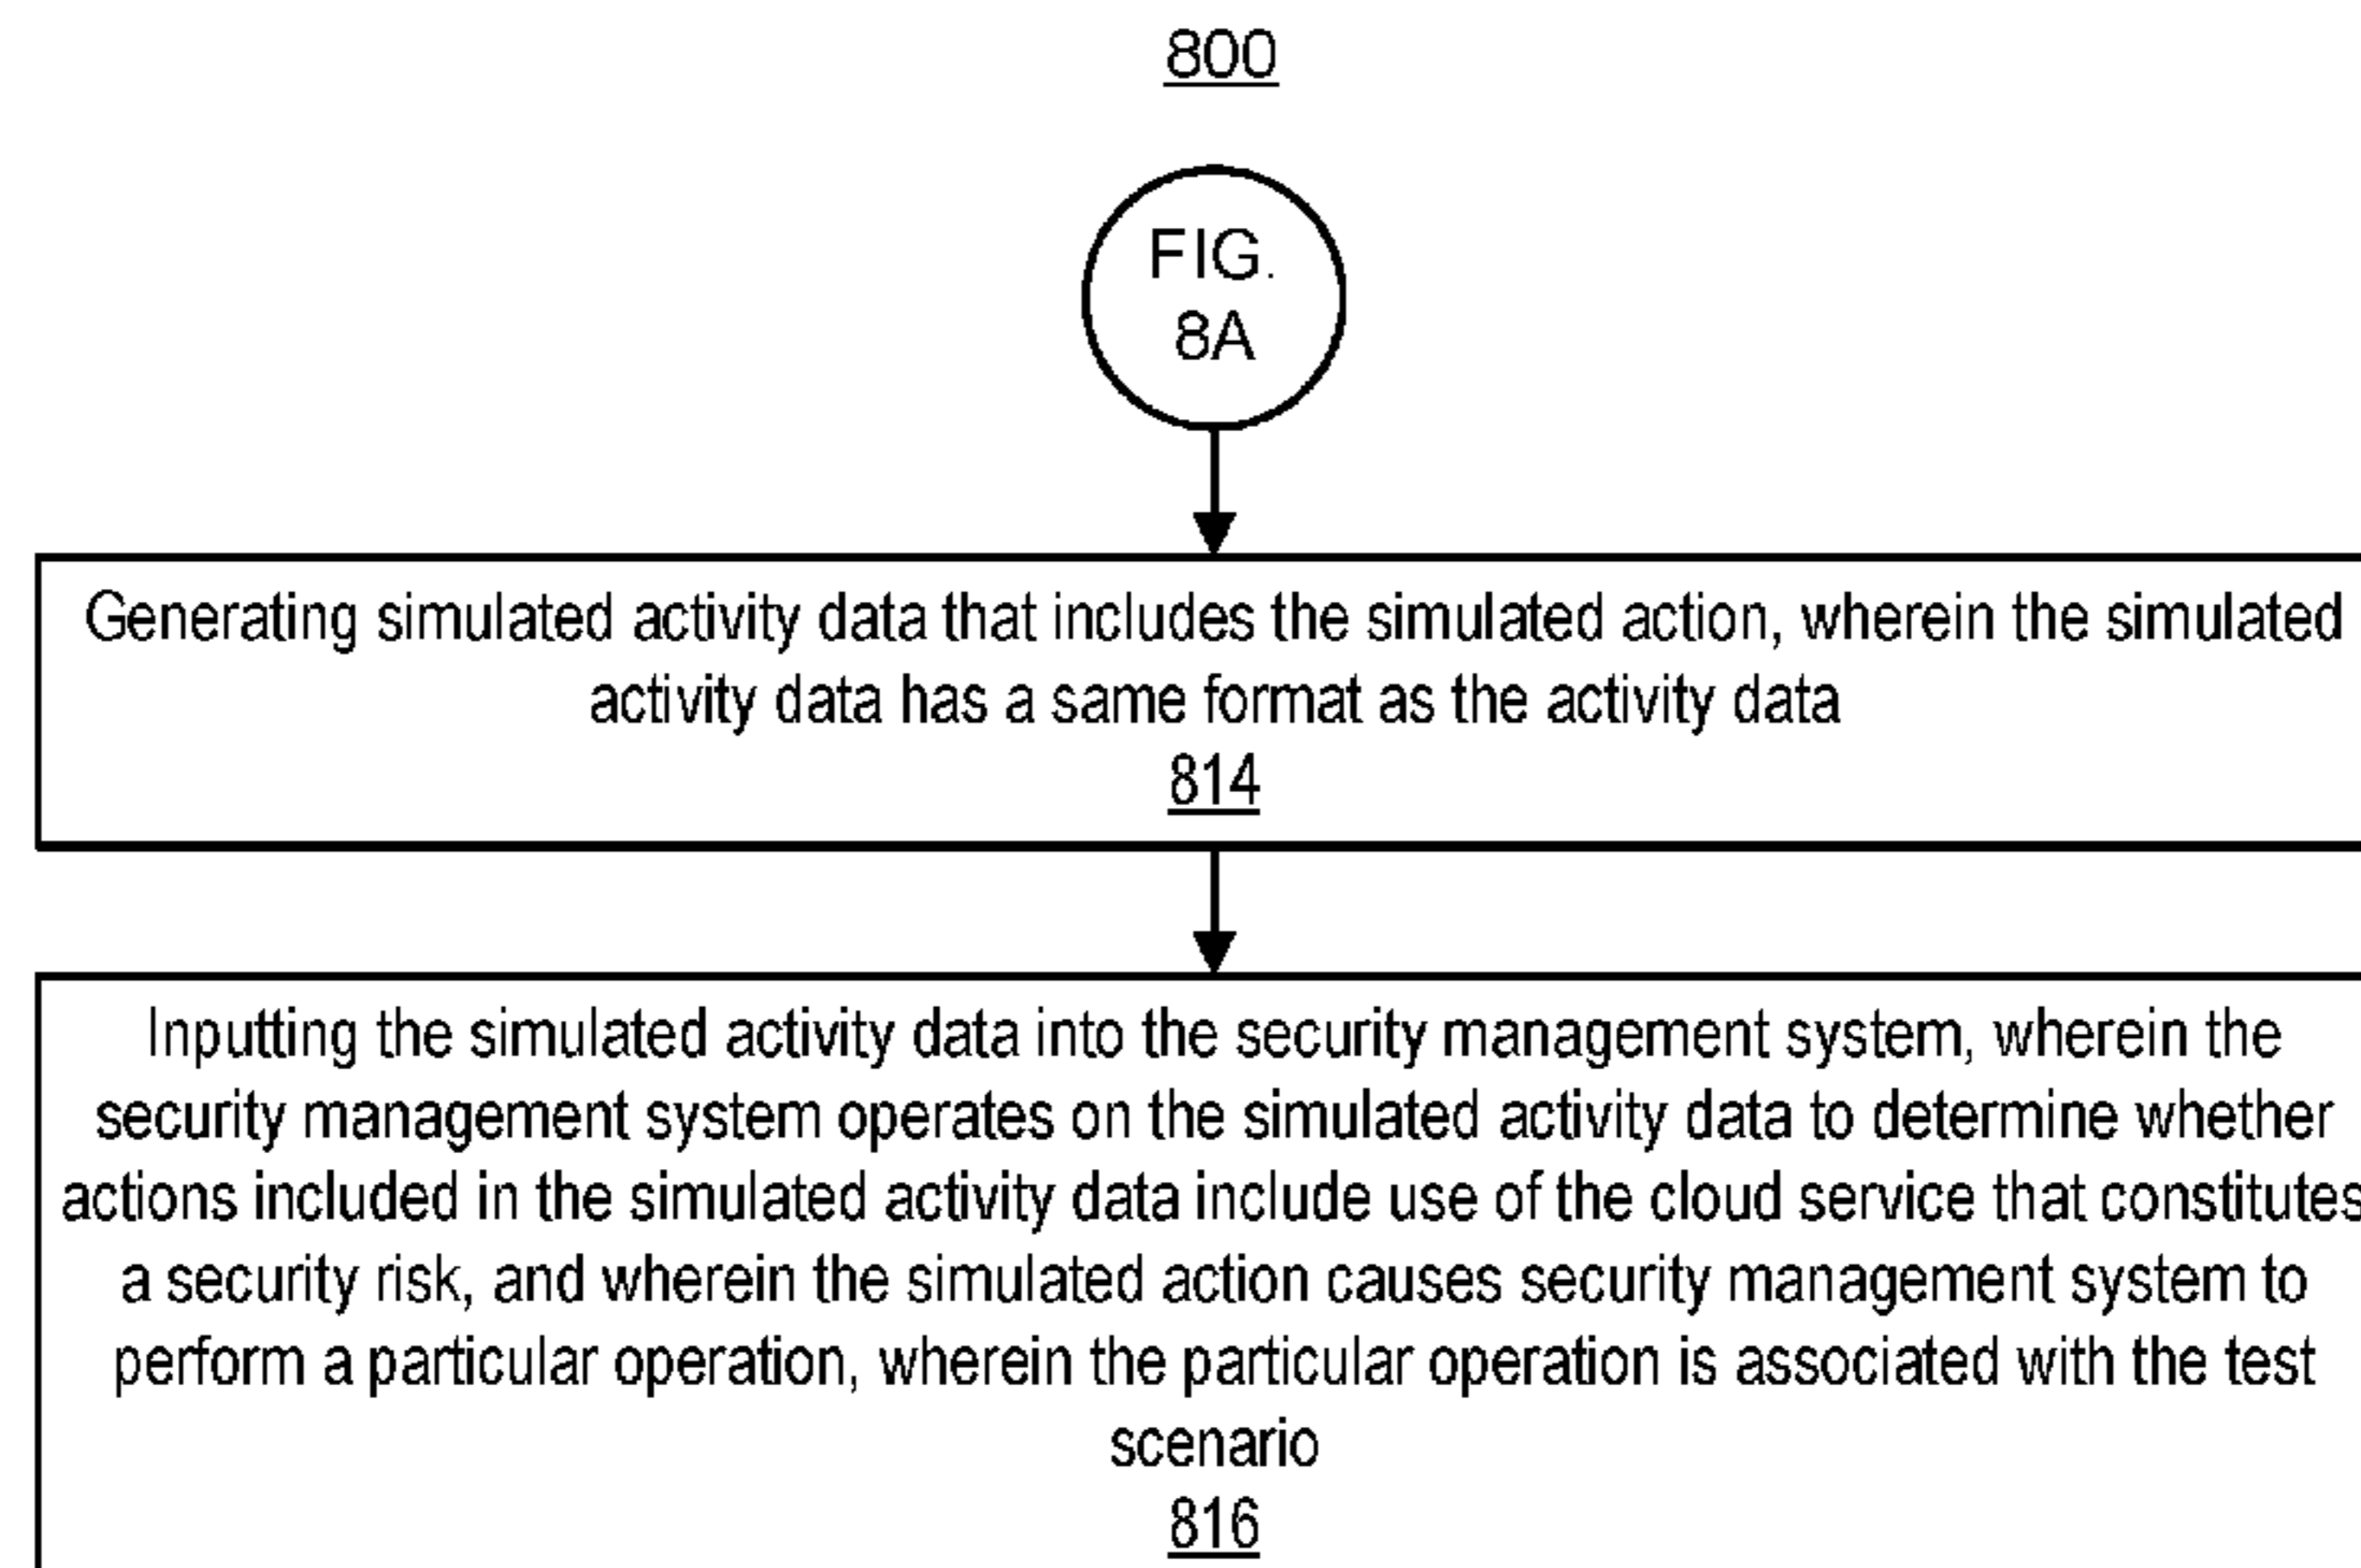 800
FIG.
8A
Generating simulated activity data that includes the simulated action, wherein the simulated
activity data has a same format as the activity data
814
Inputting the simulated activity data into the security management system, wherein the
security management system operates on the simulated activity data to determine whether
actions included in the simulated activity data include use of the cloud service that constitutes
a security risk, and wherein the simulated action causes security management system to
perform a particular operation, wherein the particular operation is associated with the test
scenario
816